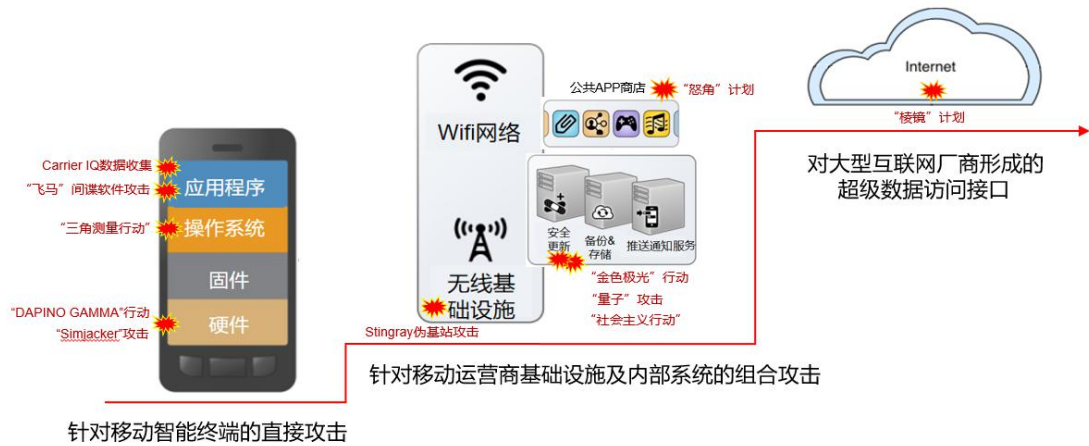 Carrier IQ数据收集
“飞马”间谍软件攻击
“三角测量行动”
“DAPINO GAMMA”行动
“Simjacker”攻击
应用程序
操作系统
固件
硬件
针对移动智能终端的直接攻击
Wifi网络
无线基
础设施
Stingray伪基站攻击
公共APP商店
“怒角”计划
安全
更新
备份&
存储
推送通知服务
“金色极光”行动
“量子”攻击
“社会主义行动”
针对移动运营商基础设施及内部系统的组合攻击
Internet
“棱镜”计划
对大型互联网厂商形成的
超级数据访问接口